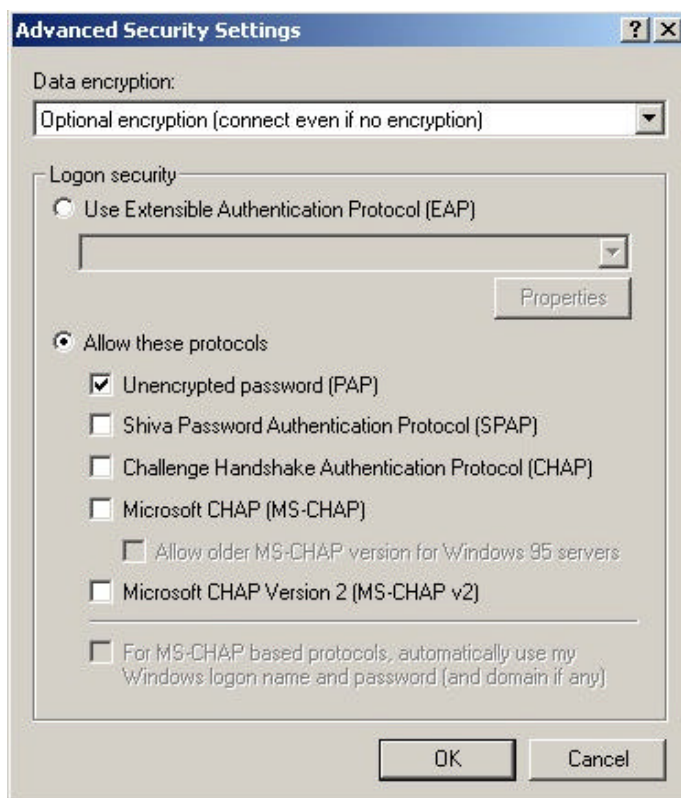 Advanced Security Settings
Data encryption:
Optional encryption (connect even if no encryption)
Logon security
Use Extensible Authentication Protocol (EAP)
Properties
Allow these protocols
Unencrypted password (PAP)
Shiva Password Authentication Protocol (SPAP)
Challenge Handshake Authentication Protocol (CHAP)
Microsoft CHAP (MS-CHAP)
Allow older MS-CHAP version for Windows 95 servers
Microsoft CHAP Version 2 (MS-CHAP v2)
For MS-CHAP based protocols, automatically use my
Windows logon name and password (and domain if any)
OK Cancel